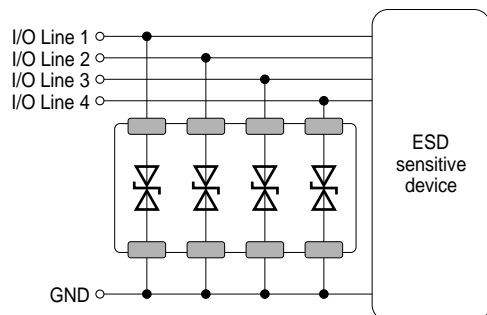 I/O Line 1
I/O Line 2
I/O Line 3
I/O Line 4
ESD
sensitive
device
GND